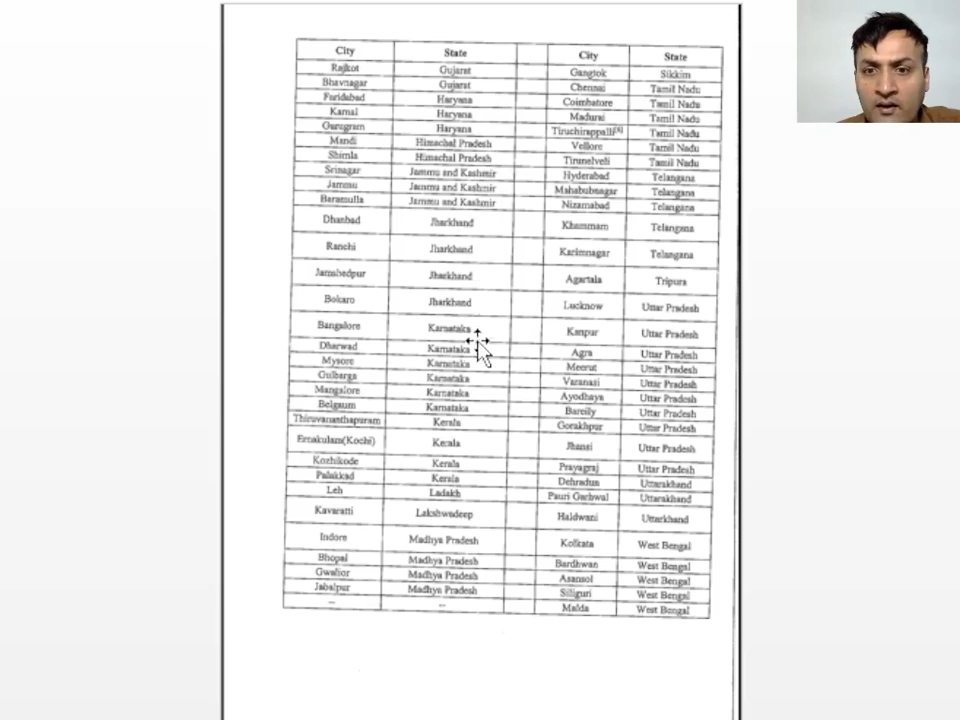 City State City State
Rajkot Gujarat Gangtok Sikkim
Bhavnagar Gujarat Chennai Tamil Nadu
Faridabad Haryana Coimbatore Tamil Nadu
Karnal Haryana Madurai Tamil Nadu
Gurugram Haryana Tiruchirappalli Tamil Nadu
Mandi Himachal Pradesh Vellore Tamil Nadu
Shimla Himachal Pradesh Tirunelveli Tamil Nadu
Srinagar Jammu and Kashmir Hyderabad Telangana
Jammu Jammu and Kashmir Mahabubnagar Telangana
Baramulla Jammu and Kashmir Nizamabad Telangana
Dhanbad Jharkhand Khammam Telangana
Ranchi Jharkhand Karimnagar Telangana
Jamshedpur Jharkhand Agartala Tripura
Bokaro Jharkhand Lucknow Uttar Pradesh
Bangalore Karnataka Kanpur Uttar Pradesh
Dharwad Karnataka Agra Uttar Pradesh
Mysore Karnataka Meerut Uttar Pradesh
Gulbarga Karnataka Varanasi Uttar Pradesh
Mangalore Karnataka Ayodhaya Uttar Pradesh
Belgaum Karnataka Bareily Uttar Pradesh
Thiruvananthapuram Kerala Gorakhpur Uttar Pradesh
Ernakulam(Kochi) Kerala Jhansi Uttar Pradesh
Kozhikode Kerala Prayagraj Uttar Pradesh
Palakkad Kerala Dehradun Uttarakhand
Leh Ladakh Pauri Garhwal Uttarakhand
Kavaratti Lakshwadeep Haldwani Uttarkhand
Indore Madhya Pradesh Kolkata West Bengal
Bhopal Madhya Pradesh Bardhwan West Bengal
Gwalior Madhya Pradesh Asansol West Bengal
Jabalpur Madhya Pradesh Siliguri West Bengal
-- -- Malda West Bengal